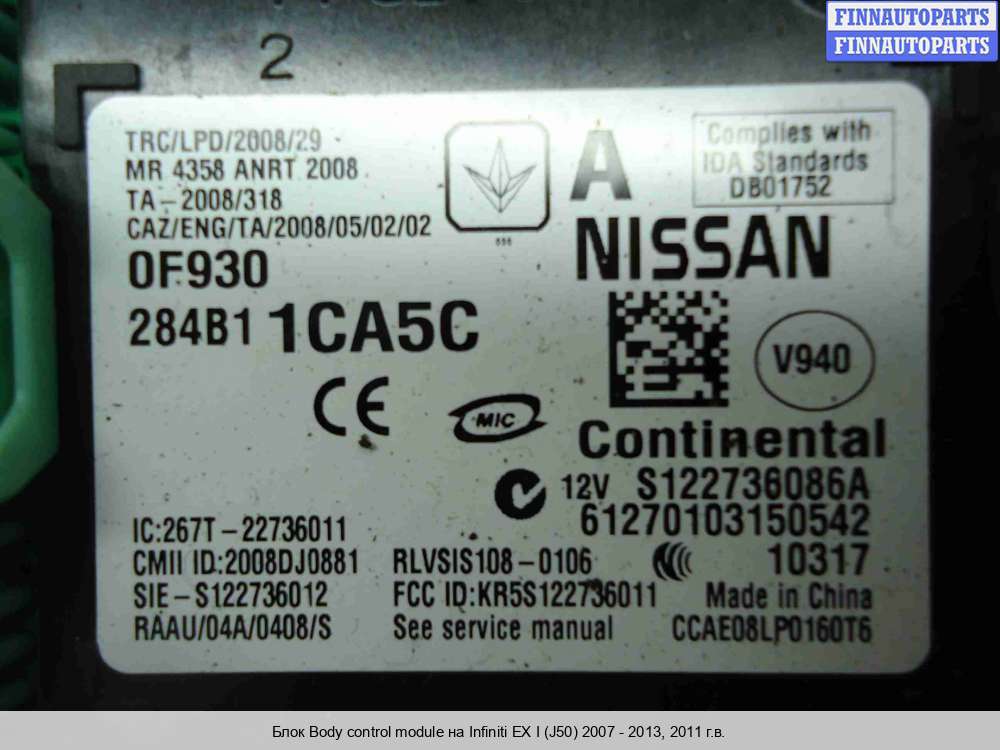 FINNAUTOPARTS
FINNAUTOPARTS
2
TRC/LPD/2008/29
MR 4358 ANRT 2008
TA-2008/318
CAZ/ENG/TA/2008/05/02/02
A
Complies with
IDA Standards
DB01752
0F930
NISSAN
284B1 1CA5C
V940
CE
MIC
Continental
12V S122736086A
61270103150542
10317
IC:267T-22736011
CMII ID:2008DJ0881
RLVSIS108-0106
SIE-S122736012
FCC ID:KR5S122736011
Made in China
RAAU/04A/0408/S
See service manual
CCAE08LP0160T6
Блок Body control module на Infiniti EX I (J50) 2007 - 2013, 2011 г.в.